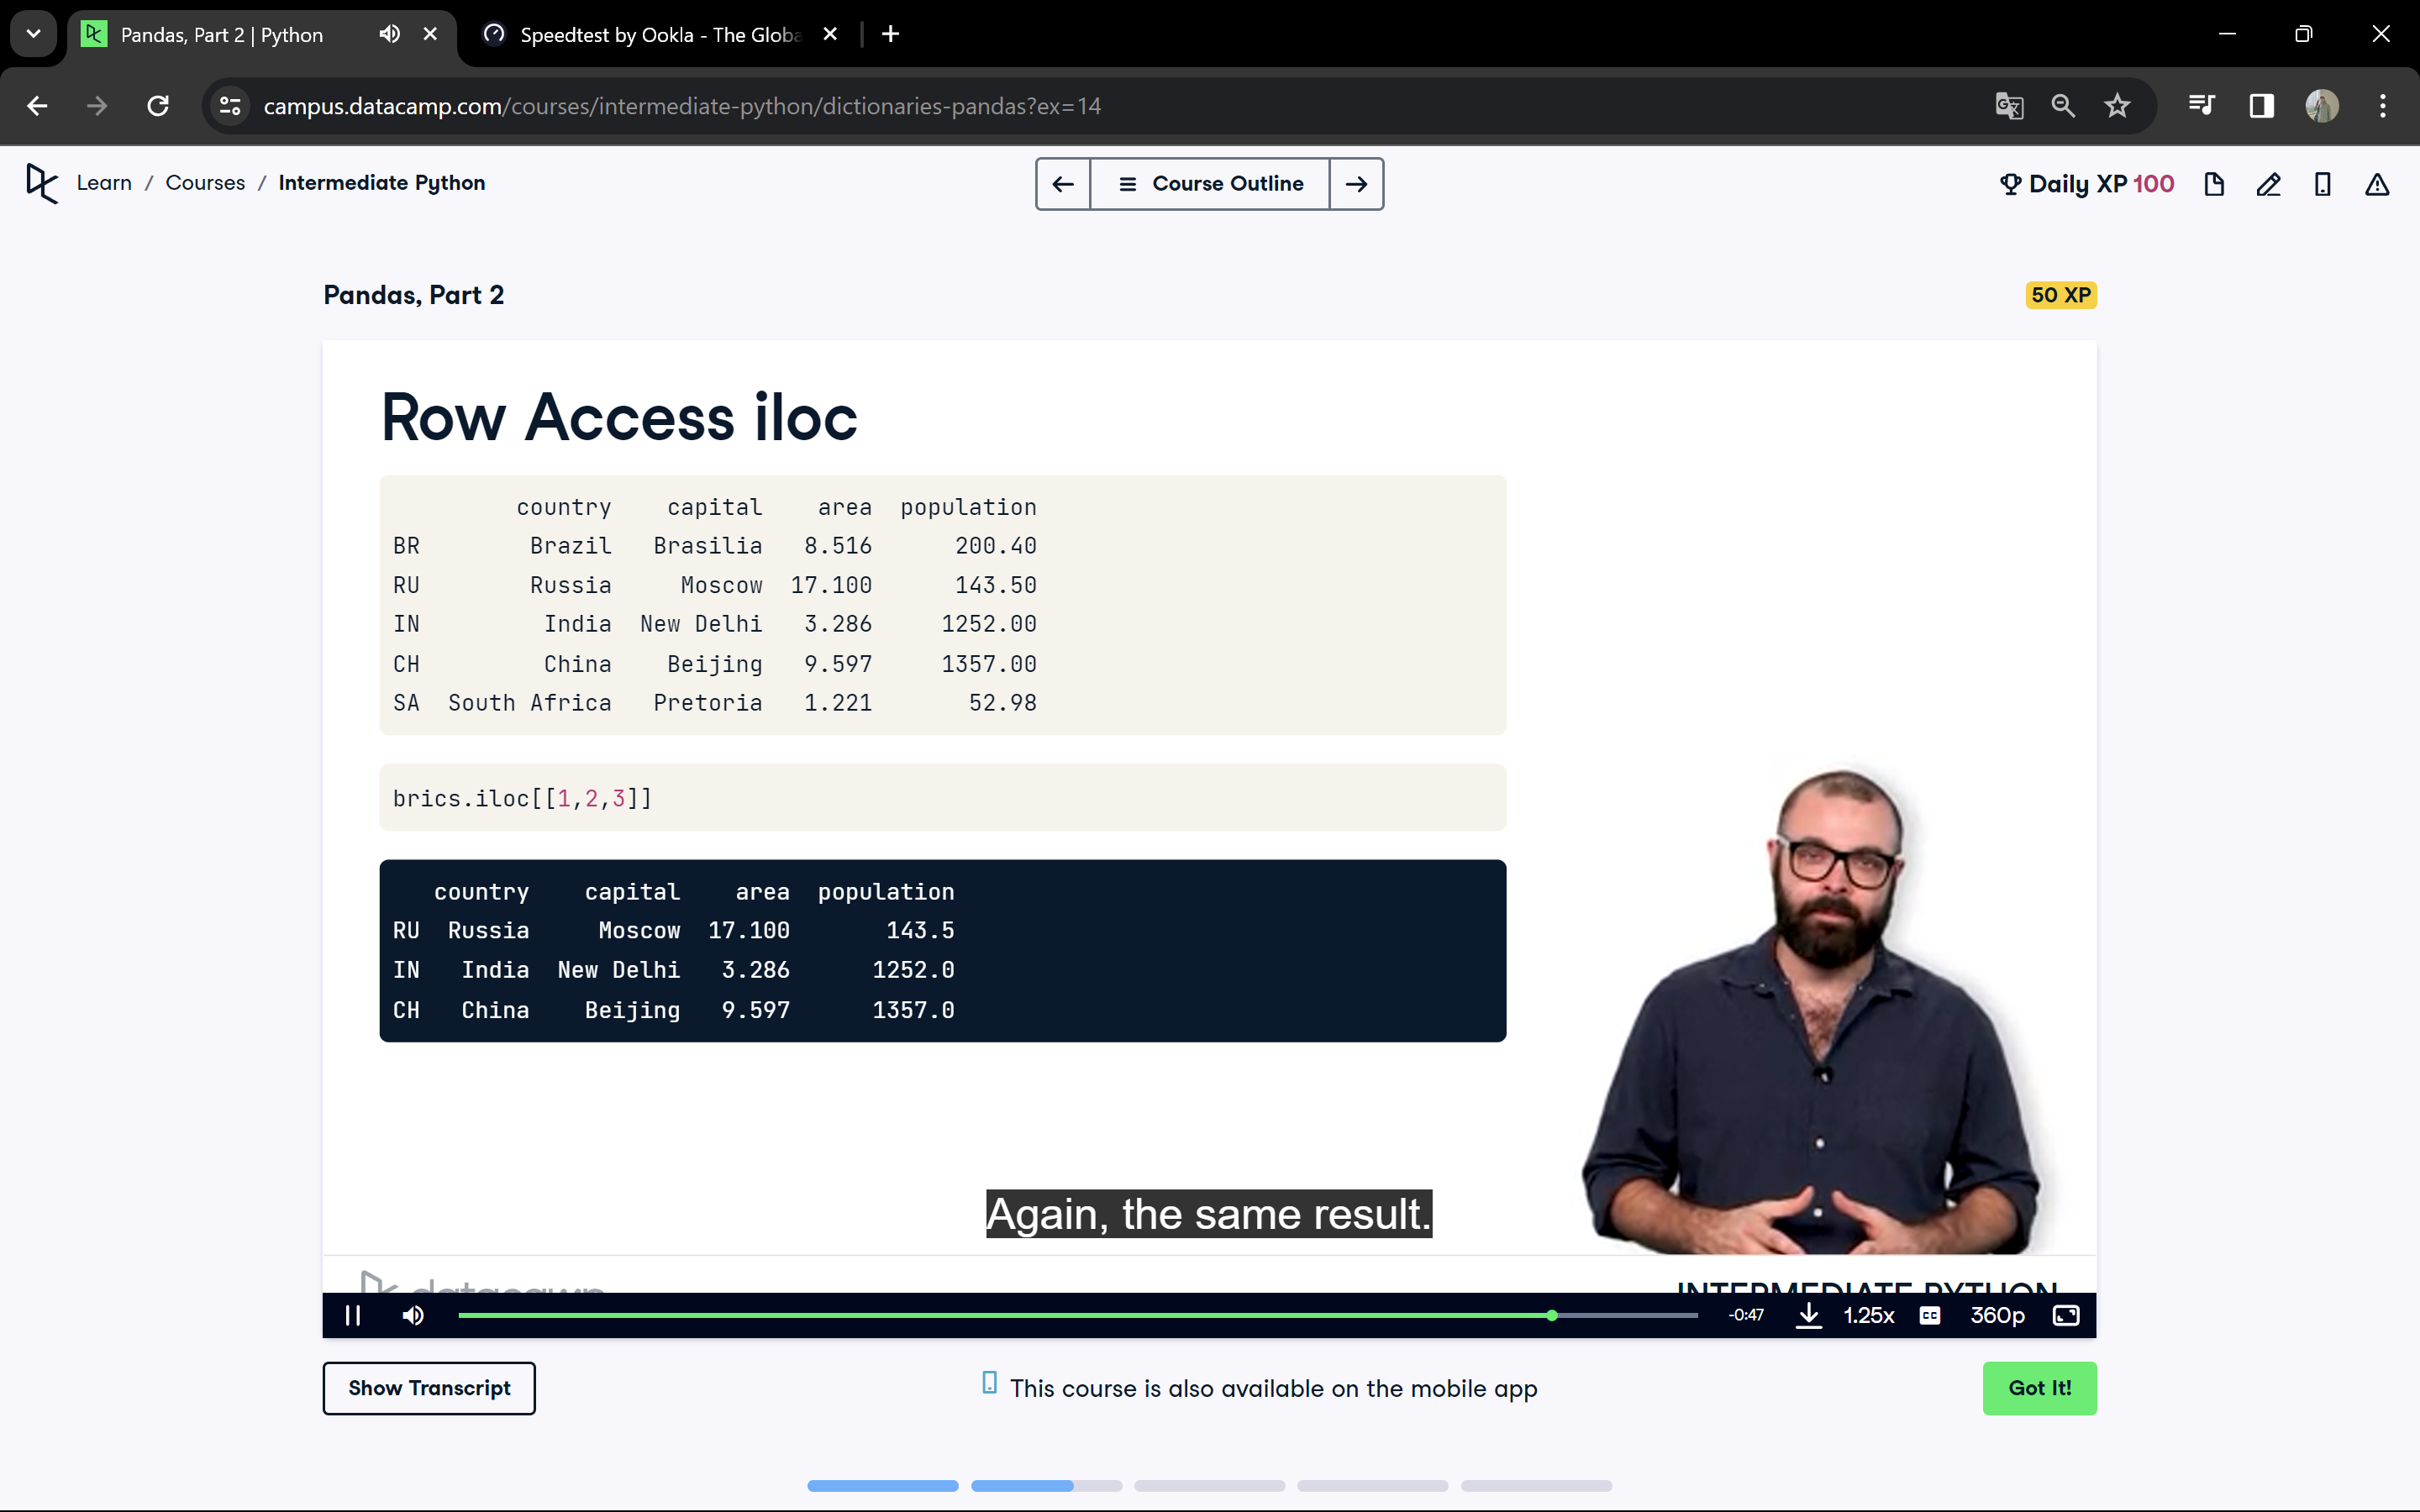 Pandas, Part 2 | Python
Speedtest by Ookla - The Globa
campus.datacamp.com/courses/intermediate-python/dictionaries-pandas?ex=14
Learn / Courses / Intermediate Python
Course Outline
Daily XP 100
Pandas, Part 2
50 XP
Row Access iloc
country capital area population
BR Brazil Brasilia 8.516 200.40
RU Russia Moscow 17.100 143.50
IN India New Delhi 3.286 1252.00
CH China Beijing 9.597 1357.00
SA South Africa Pretoria 1.221 52.98
brics.iloc[[1,2,3]]
country capital area population
RU Russia Moscow 17.100 143.5
IN India New Delhi 3.286 1252.0
CH China Beijing 9.597 1357.0
Again, the same result.
datacamp
INTERMEDIATE PYTHON
-0:47
1.25x
CC
360p
Show Transcript
This course is also available on the mobile app
Got It!